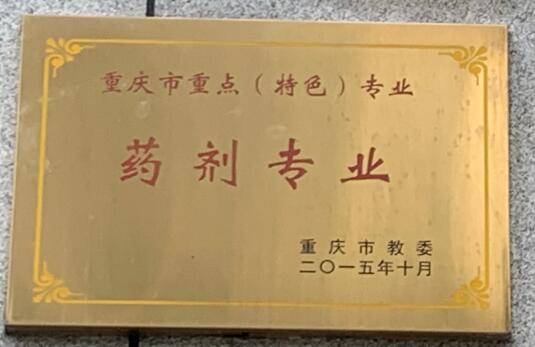 重庆市重点（特色）专业
药剂专业
重庆市教委
二〇一五年十月